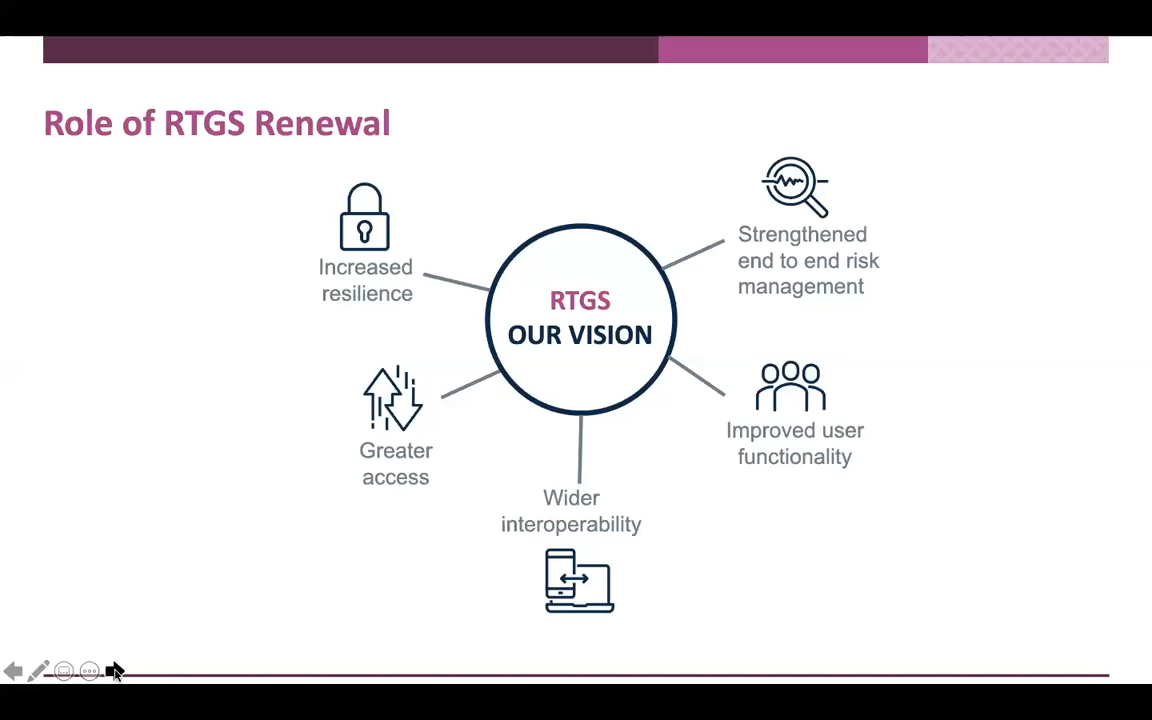 Role of RTGS Renewal
Increased
resilience
Strengthened
end to end risk
management
RTGS
OUR VISION
Greater
access
Improved user
functionality
Wider
interoperability